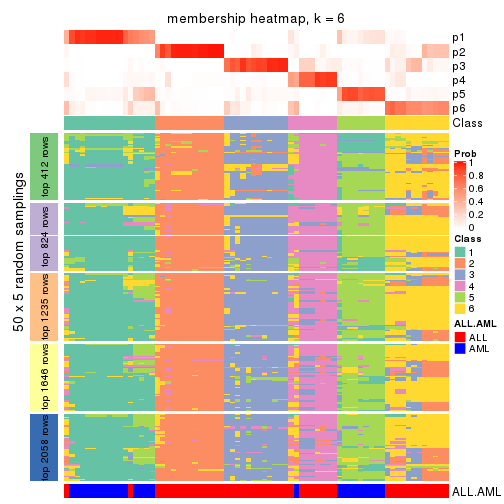 membership heatmap, k = 6
p1
p2
p3
p4
p5
p6
Class
50 x 5 random samplings
top 412 rows
top 824 rows
top 1235 rows
top 1646 rows
top 2058 rows
Prob
1
0.8
0.6
0.4
0.2
0
Class
1
2
3
4
5
6
ALL.AML
ALL
AML
ALL.AML